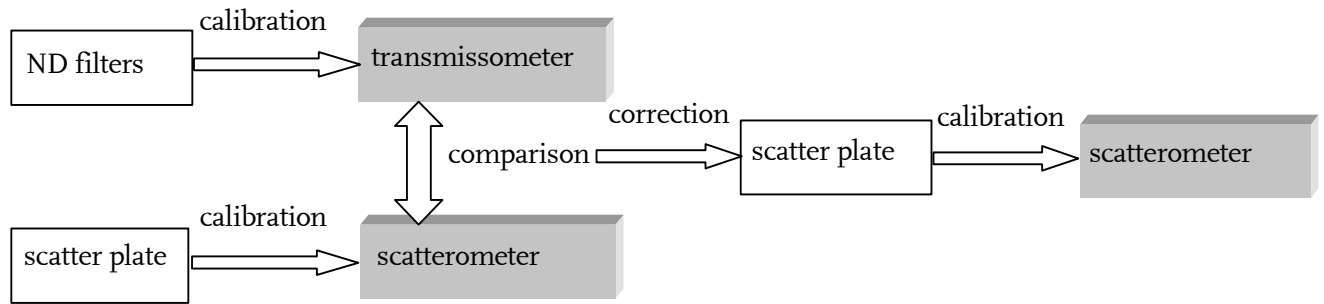 calibration
ND filters
transmissometer
correction
calibration
comparison
scatter plate
scatterometer
calibration
scatter plate
scatterometer